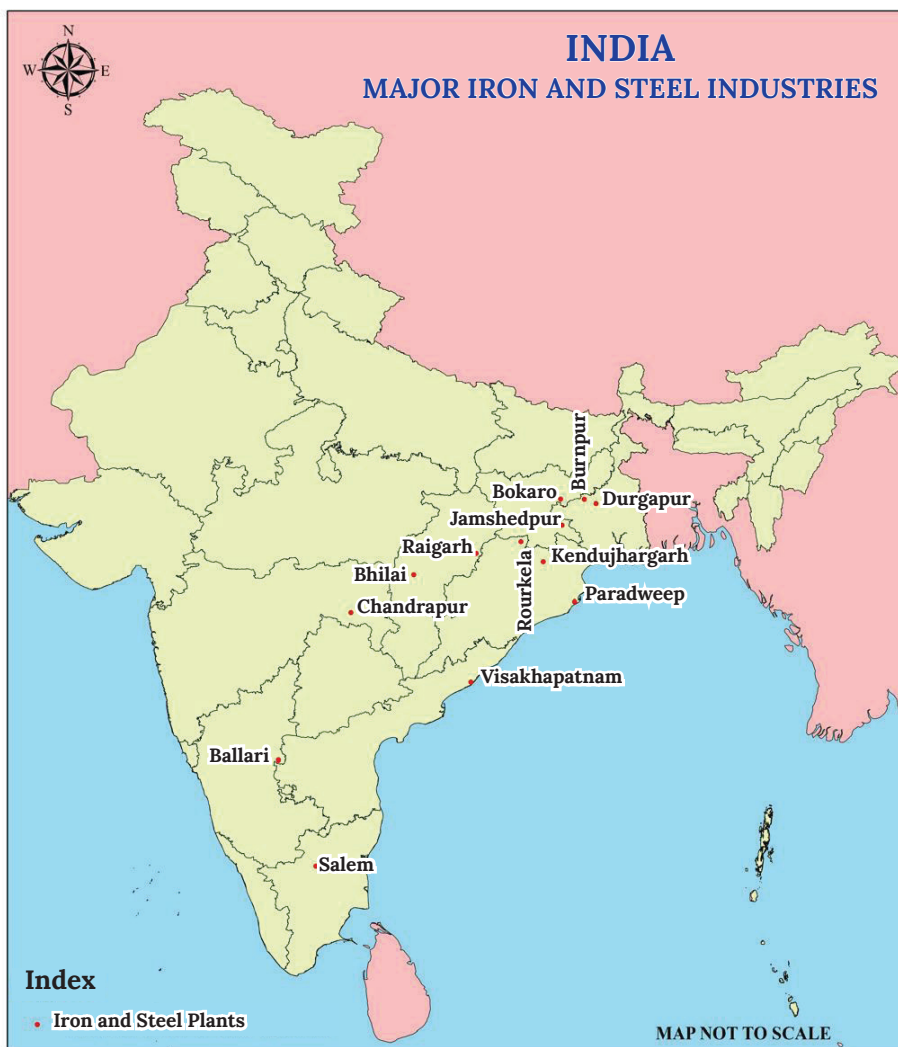 N
W E
S
INDIA
MAJOR IRON AND STEEL INDUSTRIES
Burnpur
Bokaro
Durgapur
Jamshedpur
Raigarh
Rourkela
Kendujhargarh
Bhilai
Paradweep
Chandrapur
Visakhapatnam
Ballari
Salem
Index
Iron and Steel Plants
MAP NOT TO SCALE